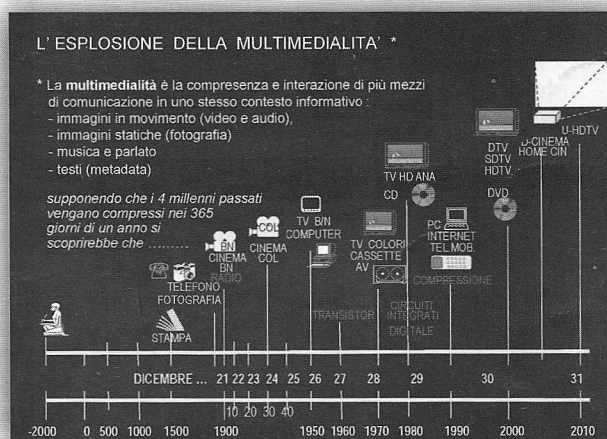 L' ESPLOSIONE DELLA MULTIMEDIALITA' *
* La multimedialità è la compresenza e interazione di più mezzi
di comunicazione in uno stesso contesto informativo :
- immagini in movimento (video e audio),
- immagini statiche (fotografia)
- musica e parlato
- testi (metadata)
supponendo che i 4 millenni passati
vengano compressi nei 365
giorni di un anno si
scoprirebbe che .........
STAMPA
TELEFONO
FOTOGRAFIA
BN
CINEMA
BN
RADIO
COL
CINEMA
COL
TV B/N
COMPUTER
TRANSISTOR
TV COLORI
CASSETTE
AV
TV HD ANA
CD
CIRCUITI
INTEGRATI
DIGITALE
PC
INTERNET
TEL.MOB.
COMPRESSIONE
DTV
SDTV
HDTV
DVD
D-CINEMA
HOME CIN
U-HDTV
DICEMBRE ... 21 22 23 24 25 26 27 28 29 30 31
10 20 30 40
-2000 0 500 1000 1500 1900 1950 1960 1970 1980 1990 2000 2010